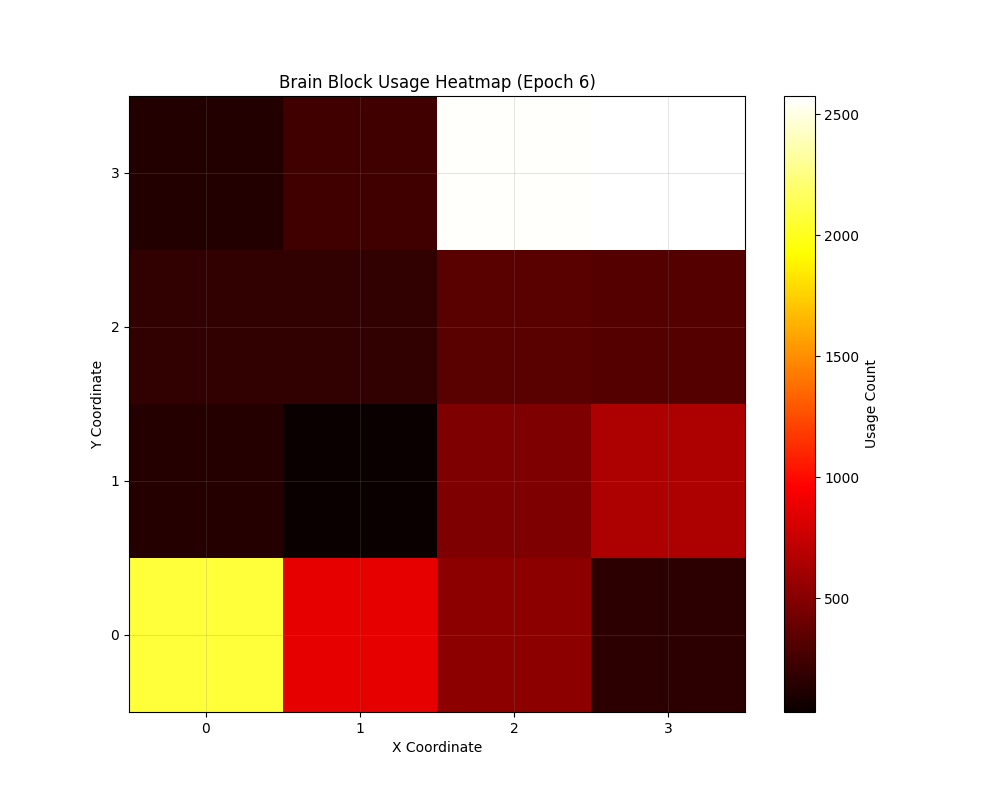 Brain Block Usage Heatmap (Epoch 6)
3
2
1
0
Y Coordinate
0 1 2 3
X Coordinate
2500
2000
1500
1000
500
Usage Count